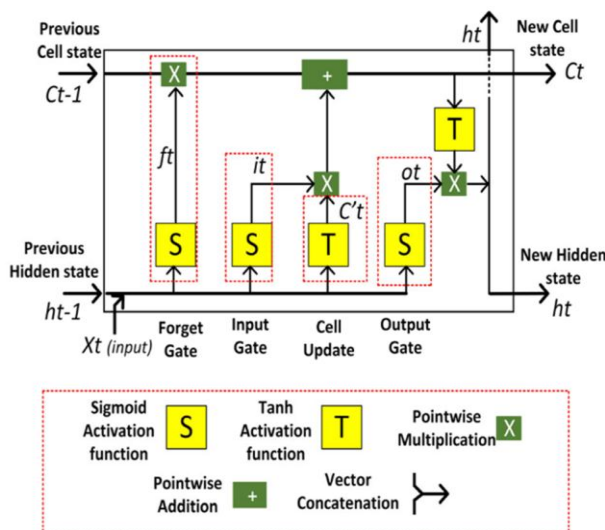 Previous
Cell state
Ct-1
ht
New Cell
state
Ct
X
+
T
ft
it
X
ot
X
C't
S
S
T
S
Previous
Hidden state
ht-1
New Hidden
state
ht
Xt (input)
Forget
Gate
Input
Gate
Cell
Update
Output
Gate
Sigmoid
Activation
function
S
Tanh
Activation
function
T
Pointwise
Multiplication
X
Pointwise
Addition
+
Vector
Concatenation